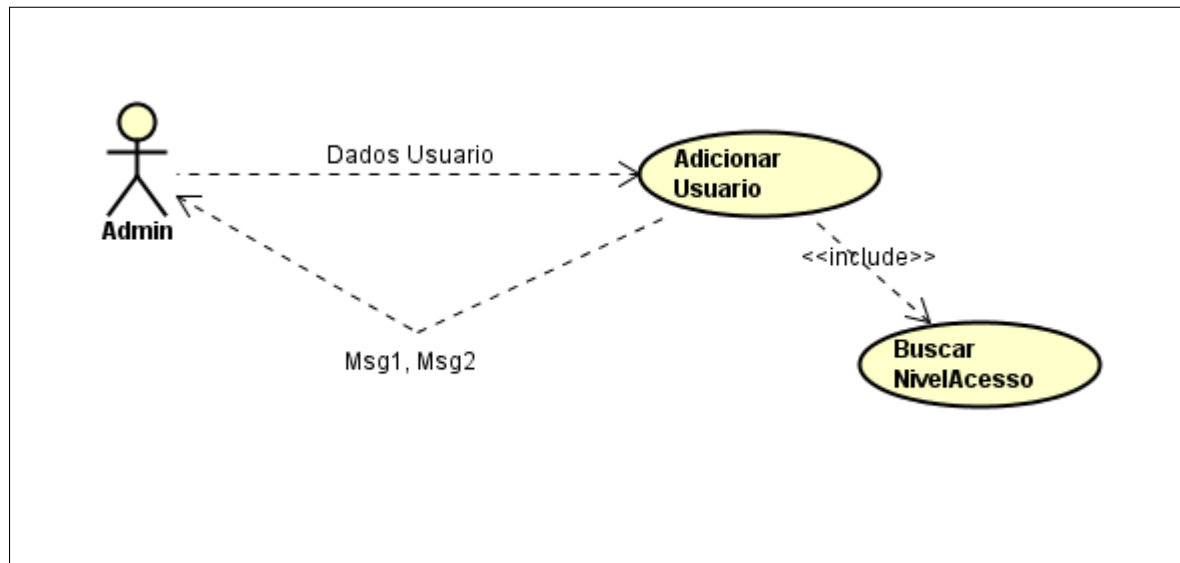 Dados Usuario
Adicionar
Usuario
Admin
<<include>>
Msg1, Msg2
Buscar
NivelAcesso